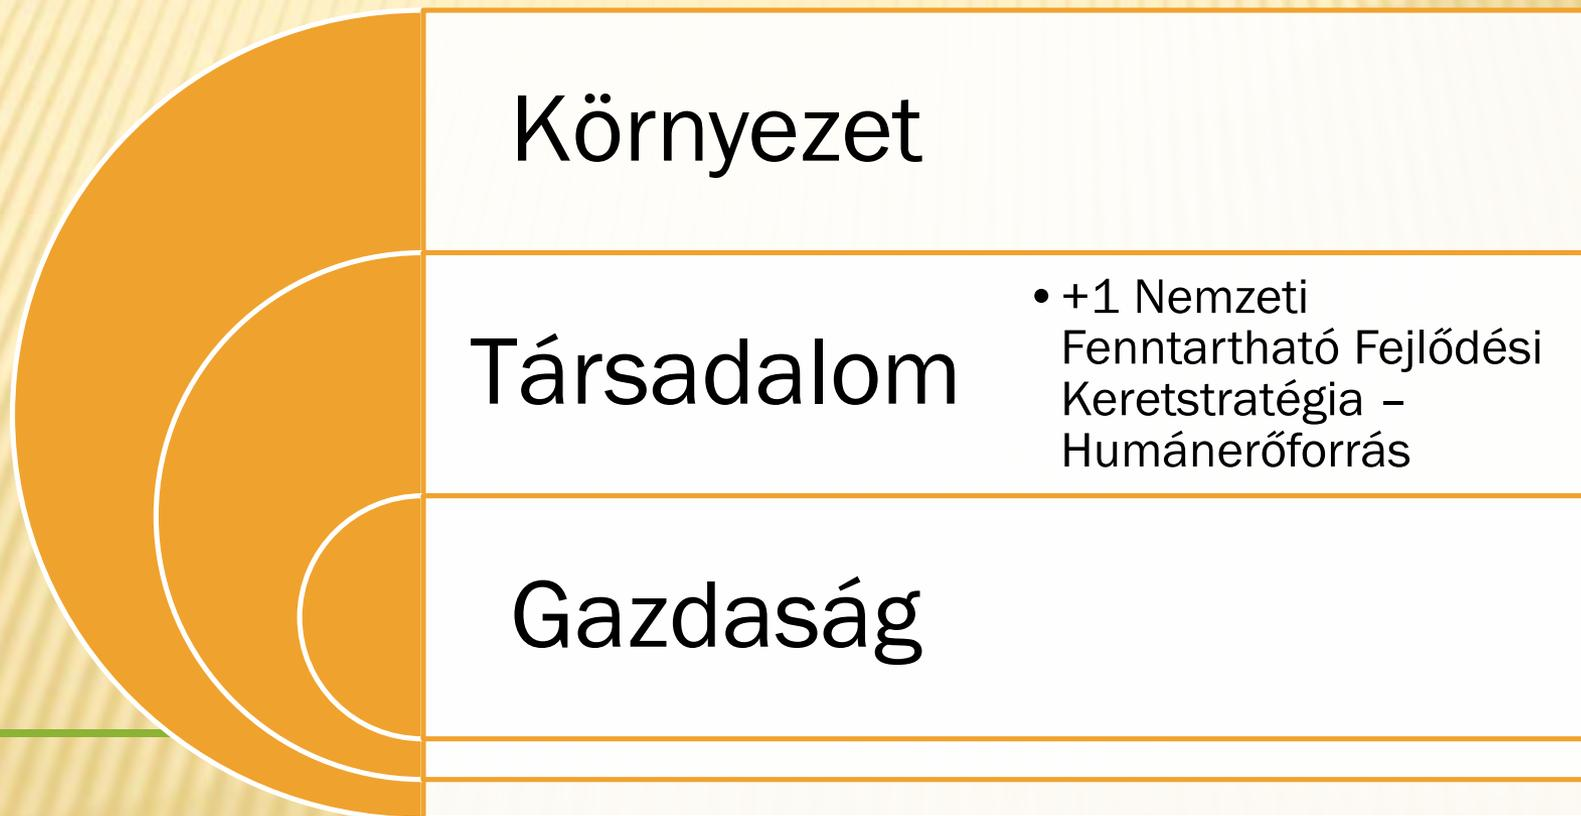 Környezet
Társadalom
• +1 Nemzeti
Fenntartható Fejlődési
Keretstratégia –
Humánerőforrás
Gazdaság